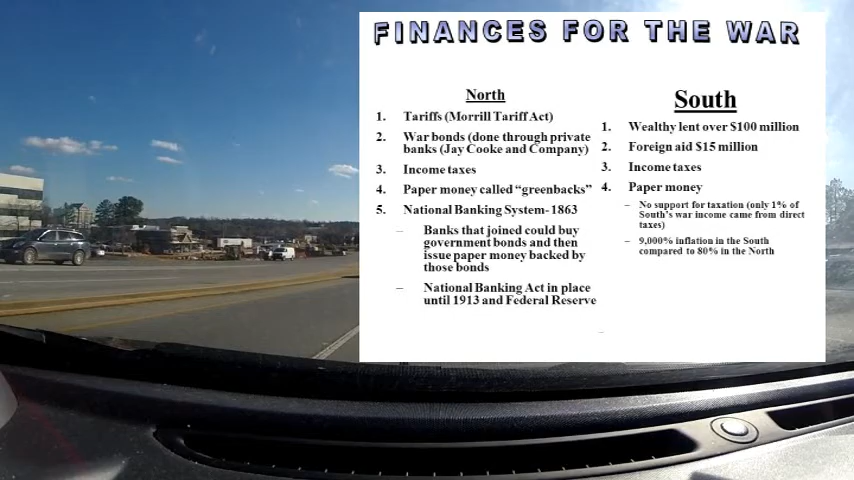 FINANCES FOR THE WAR
North
1. Tariffs (Morrill Tariff Act)
2. War bonds (done through private
banks (Jay Cooke and Company)
3. Income taxes
4. Paper money called “greenbacks”
5. National Banking System- 1863
– Banks that joined could buy
government bonds and then
issue paper money backed by
those bonds
– National Banking Act in place
until 1913 and Federal Reserve
South
1. Wealthy lent over $100 million
2. Foreign aid $15 million
3. Income taxes
4. Paper money
– No support for taxation (only 1% of
South's war income came from direct
taxes)
– 9,000% inflation in the South
compared to 80% in the North
–